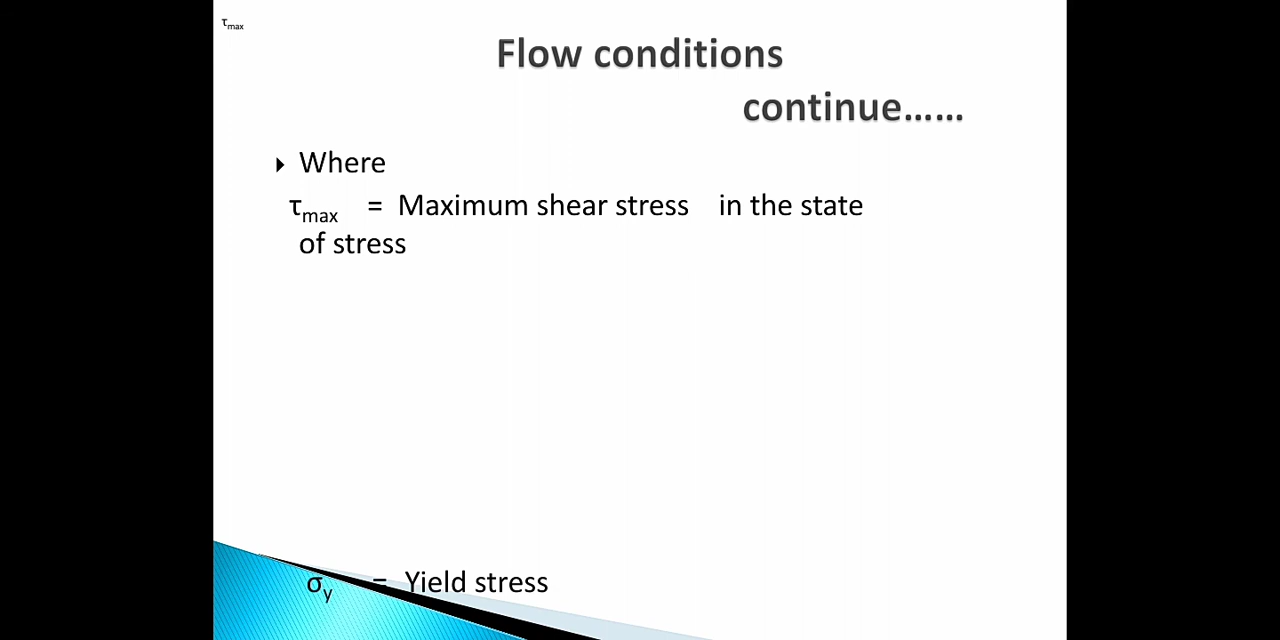 τmax
Flow conditions
continue……
Where
τmax = Maximum shear stress in the state
of stress
σy = Yield stress